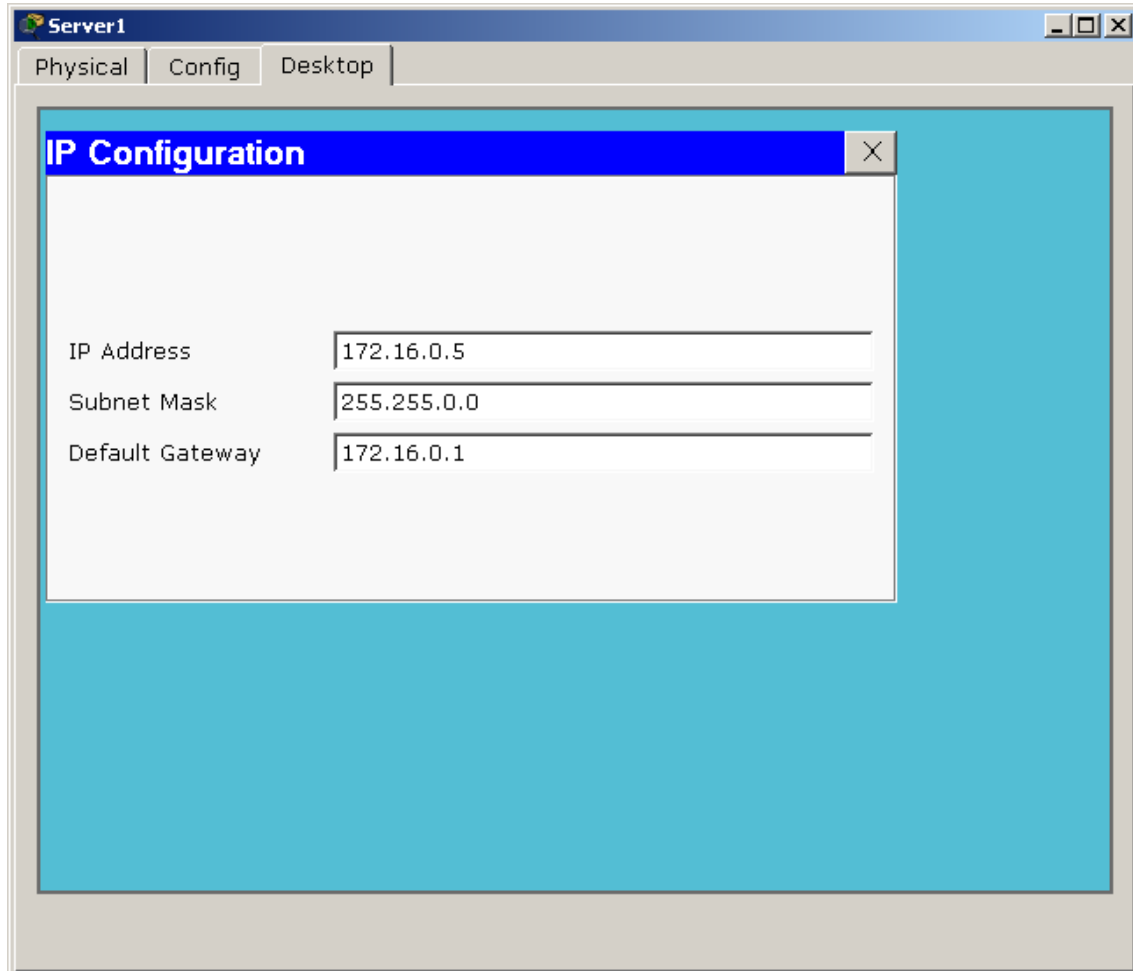 Server1
Physical Config Desktop
IP Configuration
IP Address 172.16.0.5
Subnet Mask 255.255.0.0
Default Gateway 172.16.0.1